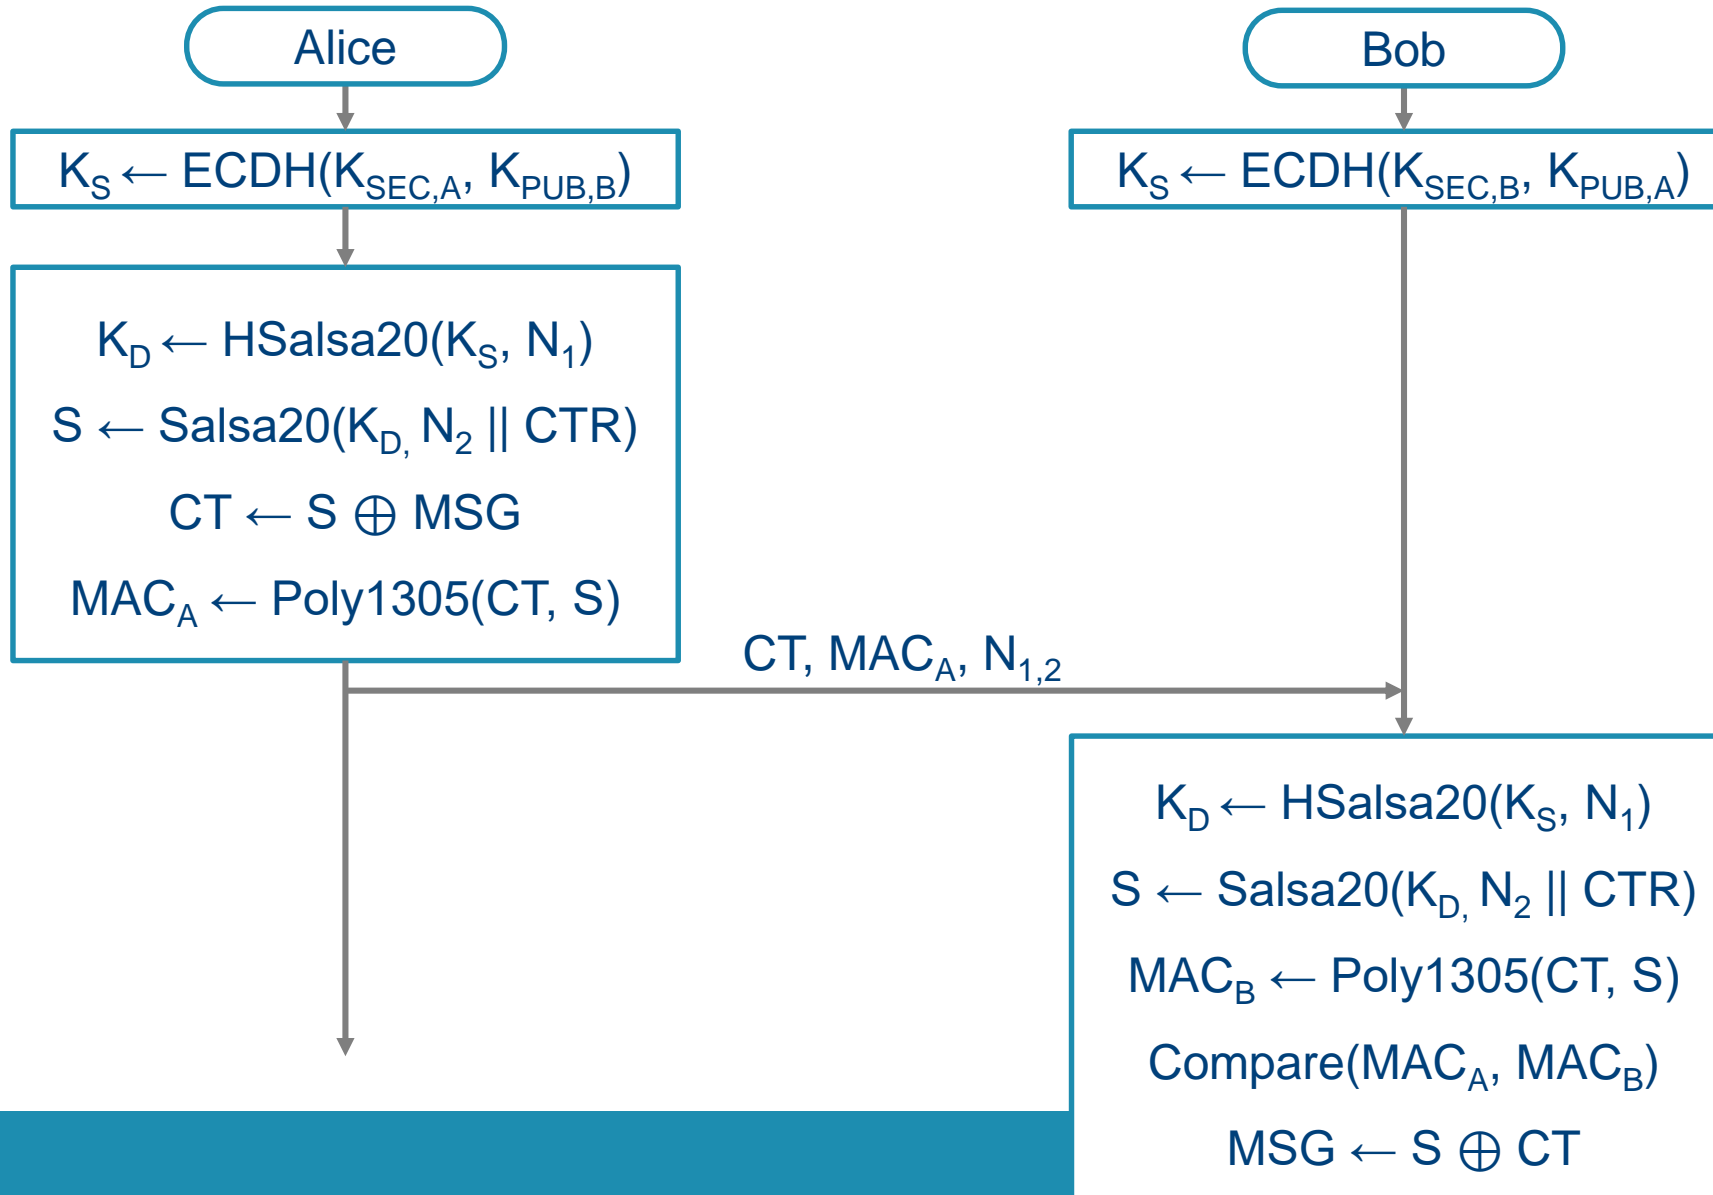 Alice
Bob
K_S ← ECDH(K_SEC,A, K_PUB,B)
K_S ← ECDH(K_SEC,B, K_PUB,A)
K_D ← HSalsa20(K_S, N_1)
S ← Salsa20(K_D, N_2 || CTR)
CT ← S ⊕ MSG
MAC_A ← Poly1305(CT, S)
CT, MAC_A, N_1,2
K_D ← HSalsa20(K_S, N_1)
S ← Salsa20(K_D, N_2 || CTR)
MAC_B ← Poly1305(CT, S)
Compare(MAC_A, MAC_B)
MSG ← S ⊕ CT